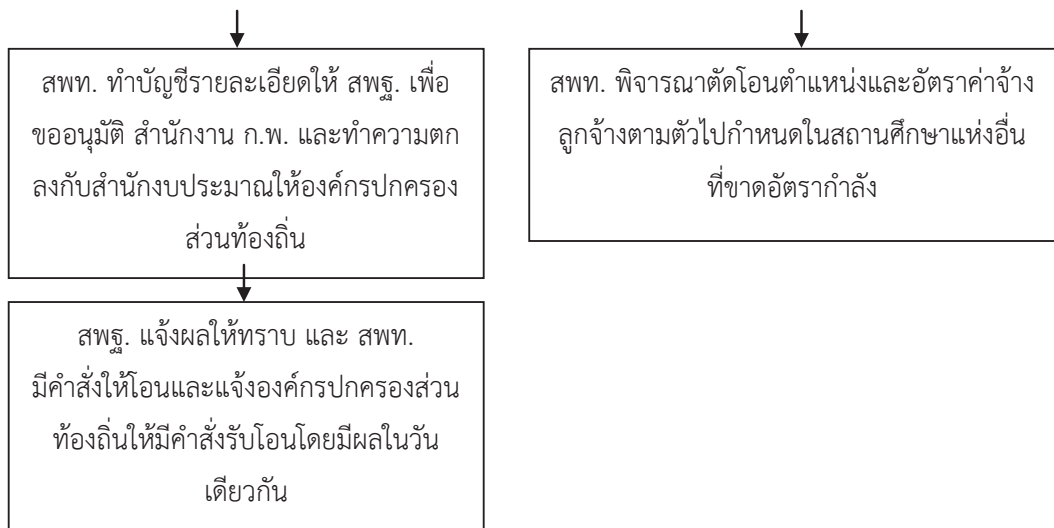 สพท. ทำบัญชีรายละเอียดให้ สพฐ. เพื่อ
ขออนุมัติ สำนักงาน ก.พ. และทำความตก
ลงกับสำนักงบประมาณให้องค์กรปกครอง
ส่วนท้องถิ่น
สพฐ. แจ้งผลให้ทราบ และ สพท.
มีคำสั่งให้โอนและแจ้งองค์กรปกครองส่วน
ท้องถิ่นให้มีคำสั่งรับโอนโดยมีผลในวัน
เดียวกัน
สพท. พิจารณาตัดโอนตำแหน่งและอัตราค่าจ้าง
ลูกจ้างตามตัวไปกำหนดในสถานศึกษาแห่งอื่น
ที่ขาดอัตรากำลัง